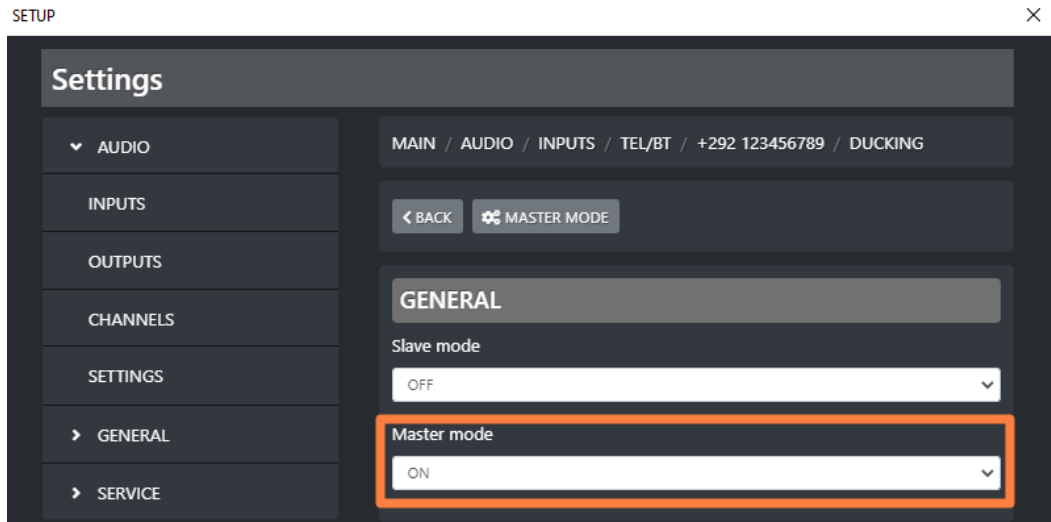 SETUP
Settings
AUDIO
INPUTS
OUTPUTS
CHANNELS
SETTINGS
GENERAL
SERVICE
MAIN / AUDIO / INPUTS / TEL/BT / +292 123456789 / DUCKING
BACK
MASTER MODE
GENERAL
Slave mode
OFF
Master mode
ON